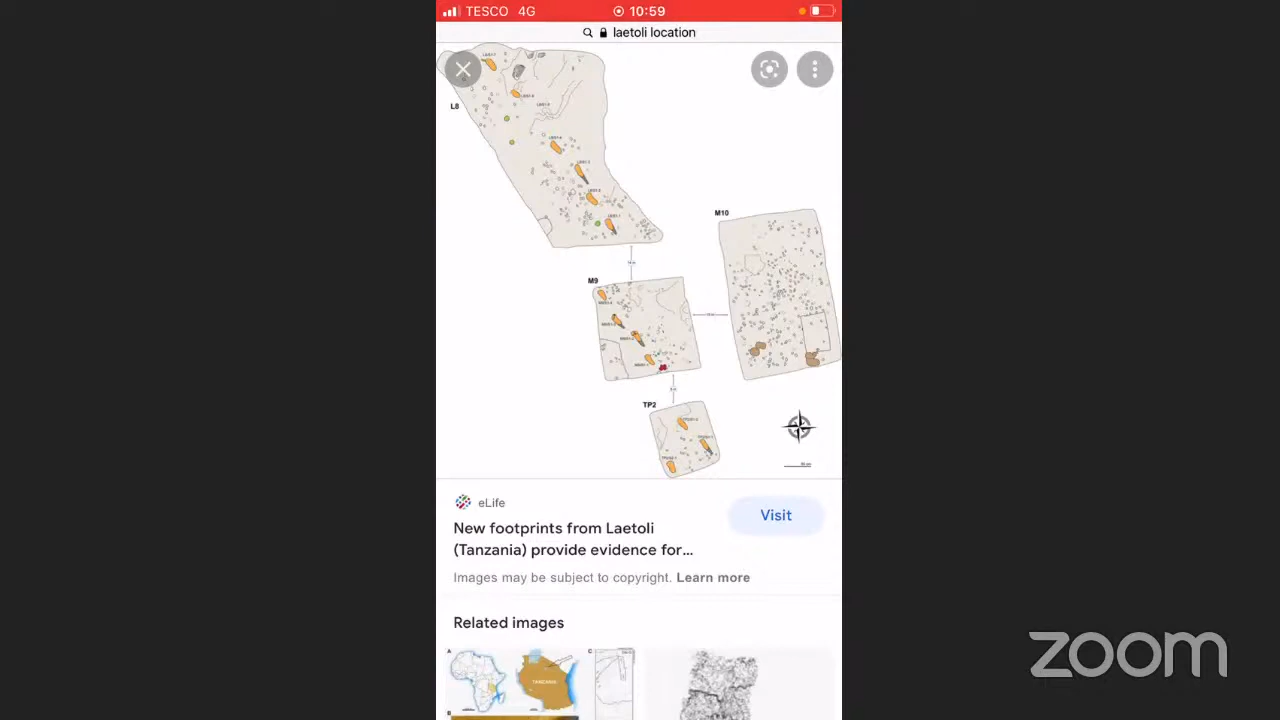 TESCO 4G 10:59
laetoli location
L8
M10
M9
TP2
eLife
New footprints from Laetoli
(Tanzania) provide evidence for...
Visit
Images may be subject to copyright. Learn more
Related images
A
C
TANZANIA
B
zoom